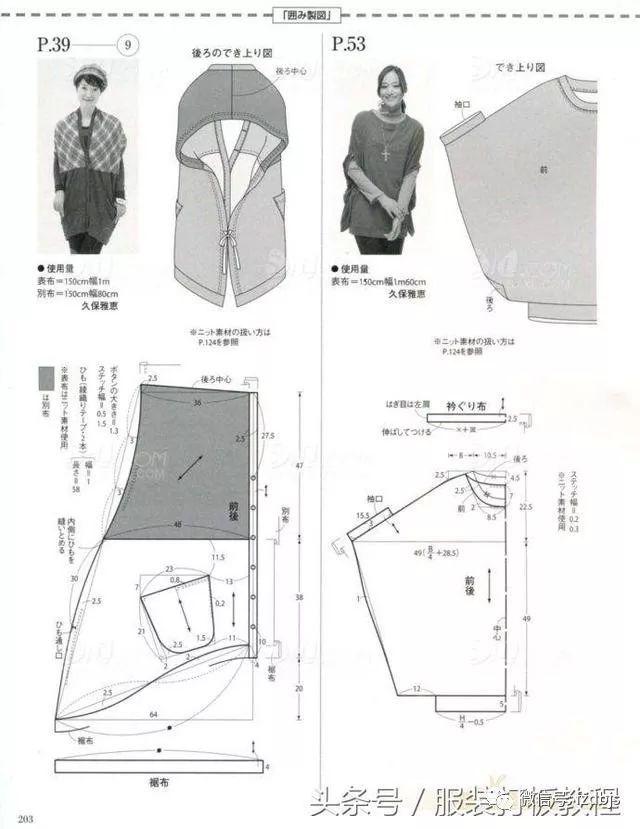 「囲み製図」
P.39
9
後ろのでき上り図
後ろ中心
●使用量
表布=150cm幅1m
別布=150cm幅80cm
久保雅恵
※ニット素材の扱い方は
P.124を参照
は別布
※表布はニット素材使用
ひも(綾織りテープ・2本)
幅=1
長さ=58
ステッチ幅=0.5 1.5
ボタンの大きさ=1.3
2.5
後ろ中心
36
2.5
27.5
3
47
前後
別布
3
48
内側にひもを
縫いとめる
11.5
23
0.8
13
30
7
0.2
38
2.5
21
1.5
11
10
ひも通し口
2.5
2
2
4
裾布
2.5
20
64
裾布
4
裾布
203
P.53
でき上り図
袖口
前
後ろ
●使用量
表布=150cm幅1m60cm
久保雅恵
※ニット素材の扱い方は
P.124を参照
衿ぐり布
はぎ目は左肩
2.5
伸ばしてつける
ステッチ幅=0.2 0.3
※ニット素材使用
8
10.5
後ろ
2.5
4.5
7
袖口
2.5
前
2
22.5
15.5
8.5
3
49(B/4+28.5)
前後
1
中心
49
12
5
H/4-0.5
头条号/服装打板教程